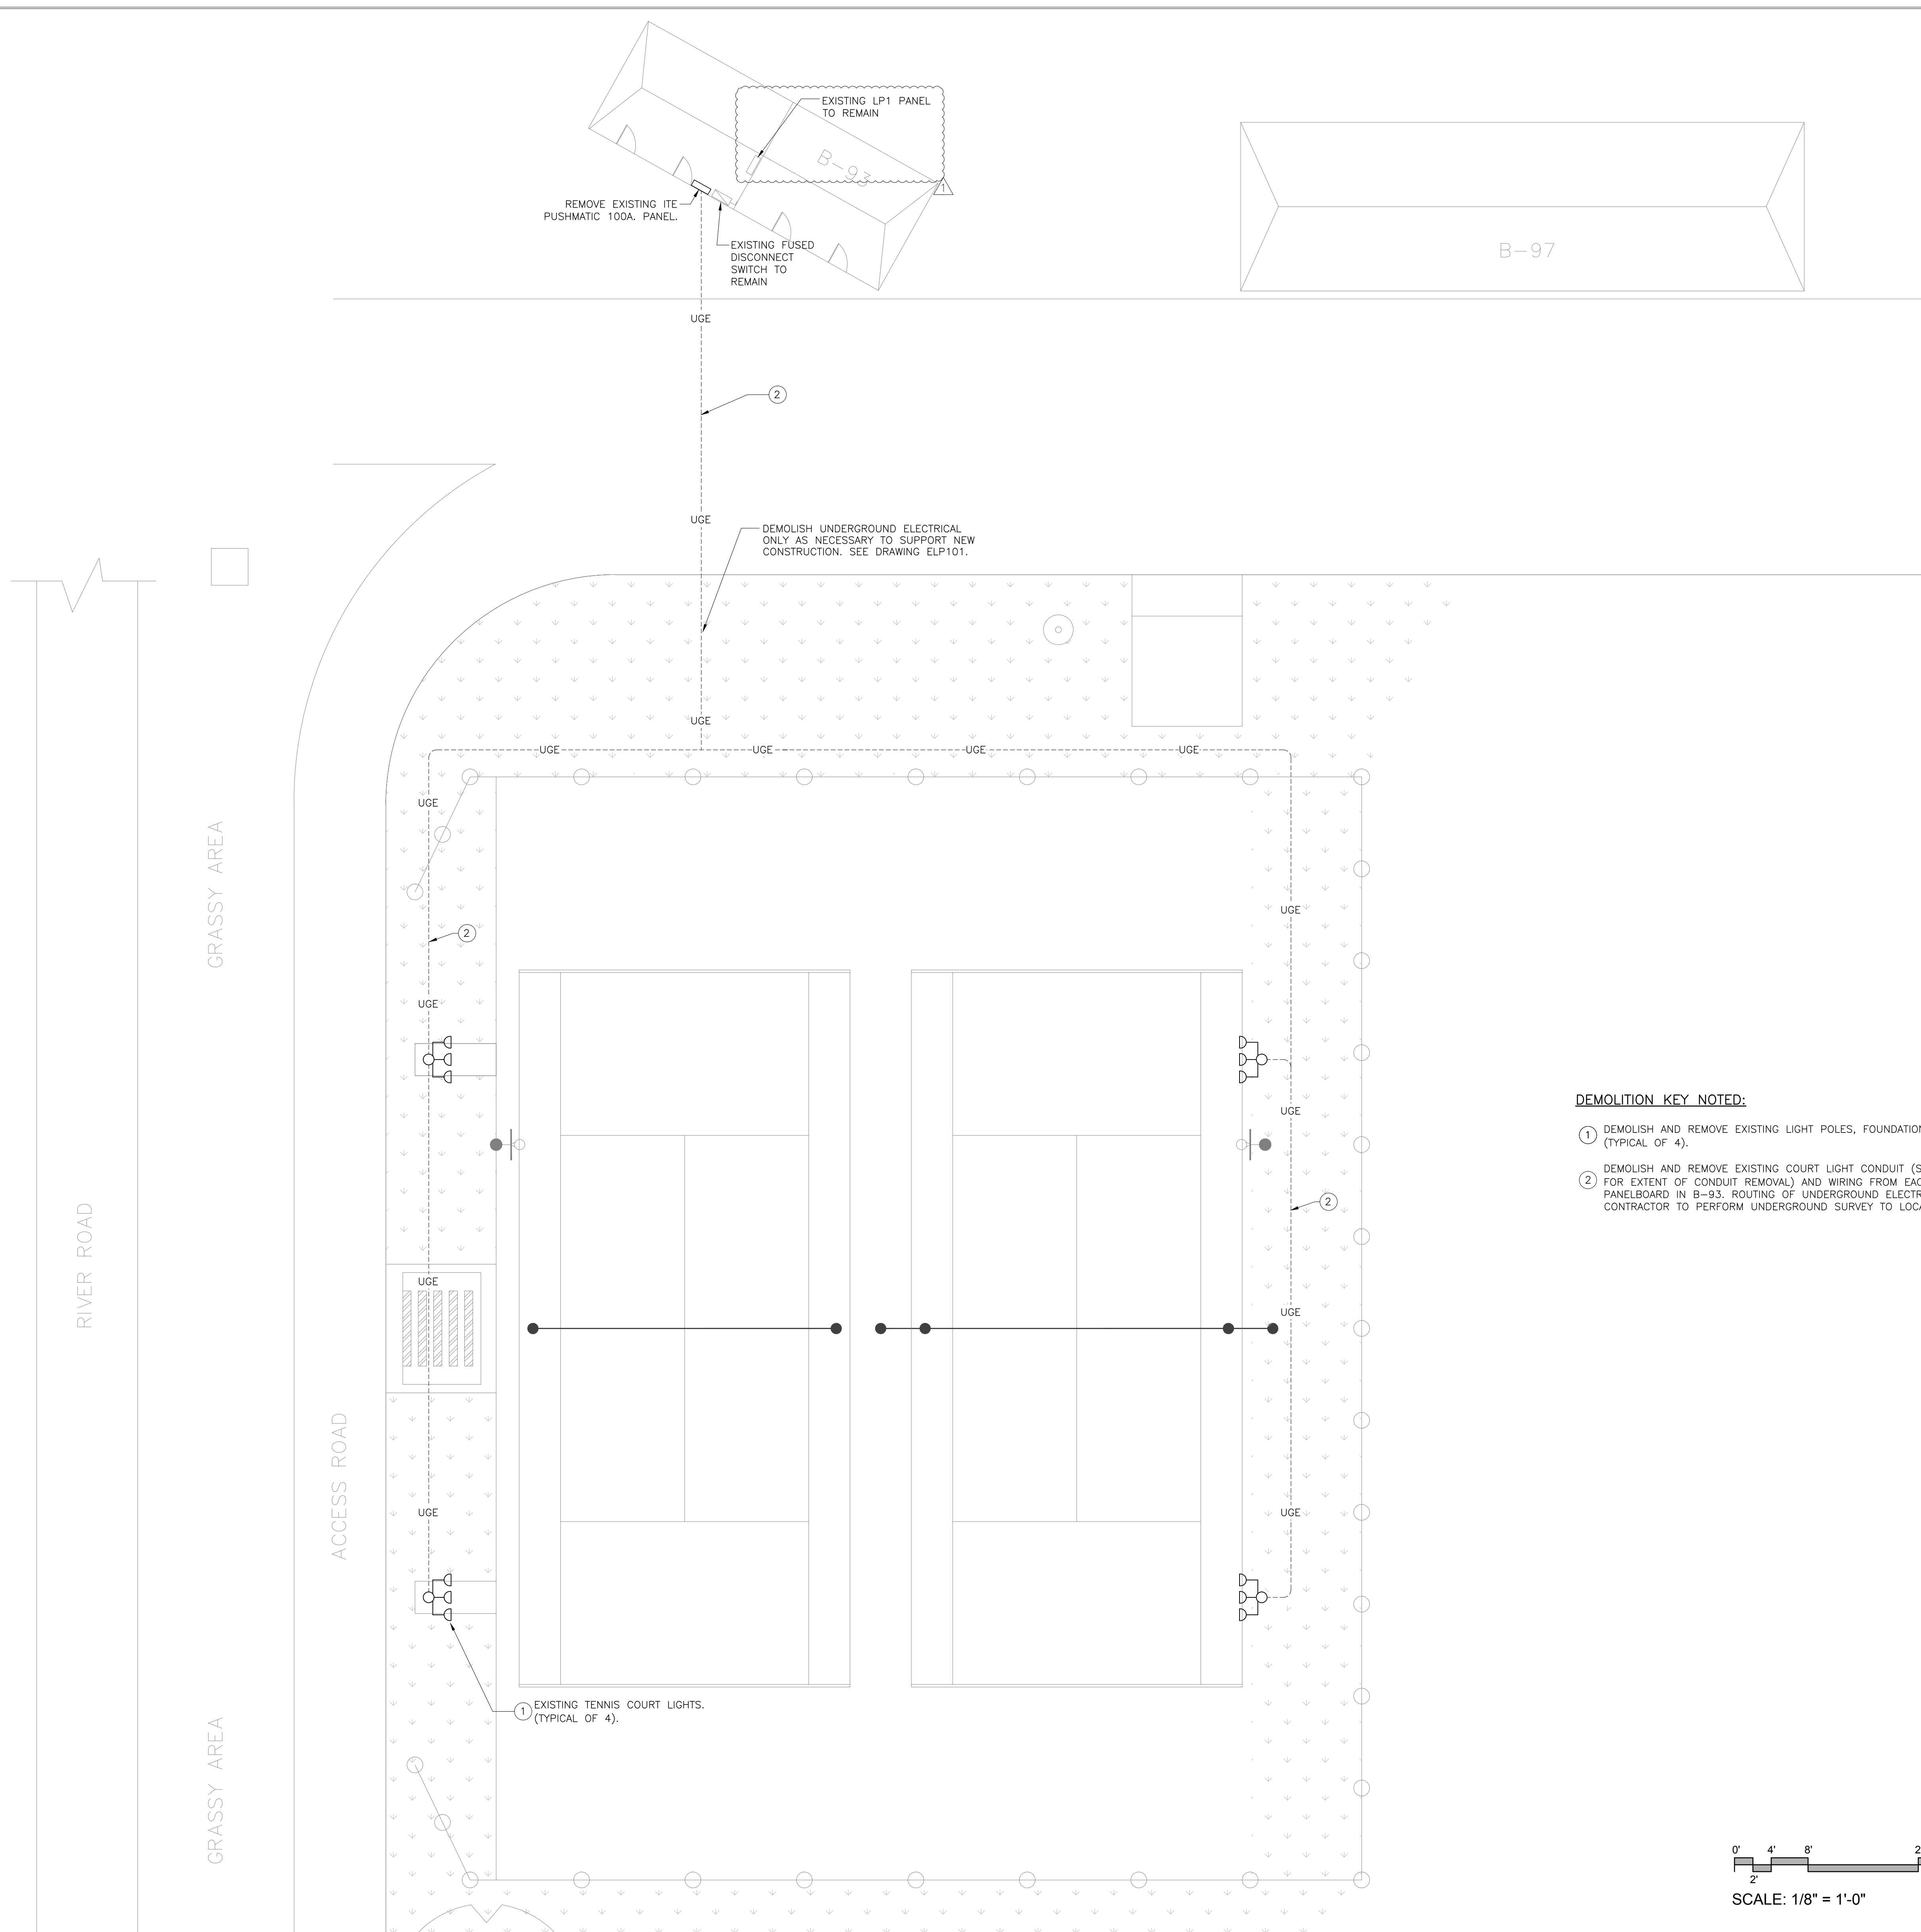 EXISTING LP1 PANEL
TO REMAIN
B-93
1
REMOVE EXISTING ITE
PUSHMATIC 100A. PANEL.
EXISTING FUSED
DISCONNECT
SWITCH TO
REMAIN
B-97
UGE
2
UGE
DEMOLISH UNDERGROUND ELECTRICAL
ONLY AS NECESSARY TO SUPPORT NEW
CONSTRUCTION. SEE DRAWING ELP101.
UGE
UGE
UGE
UGE
UGE
UGE
GRASSY AREA
UGE
2
UGE
UGE
DEMOLITION KEY NOTED:
1 DEMOLISH AND REMOVE EXISTING LIGHT POLES,
(TYPICAL OF 4).
2 DEMOLISH AND REMOVE EXISTING COURT LIGHT CONDUIT
FOR EXTENT OF CONDUIT REMOVAL) AND WIRING FROM
PANELBOARD IN B-93. ROUTING OF UNDERGROUND
CONTRACTOR TO PERFORM UNDERGROUND SURVEY TO
2
RIVER ROAD
UGE
UGE
ACCESS ROAD
UGE
UGE
1 EXISTING TENNIS COURT LIGHTS.
(TYPICAL OF 4).
GRASSY AREA
0' 4' 8'
2'
SCALE: 1/8" = 1'-0"